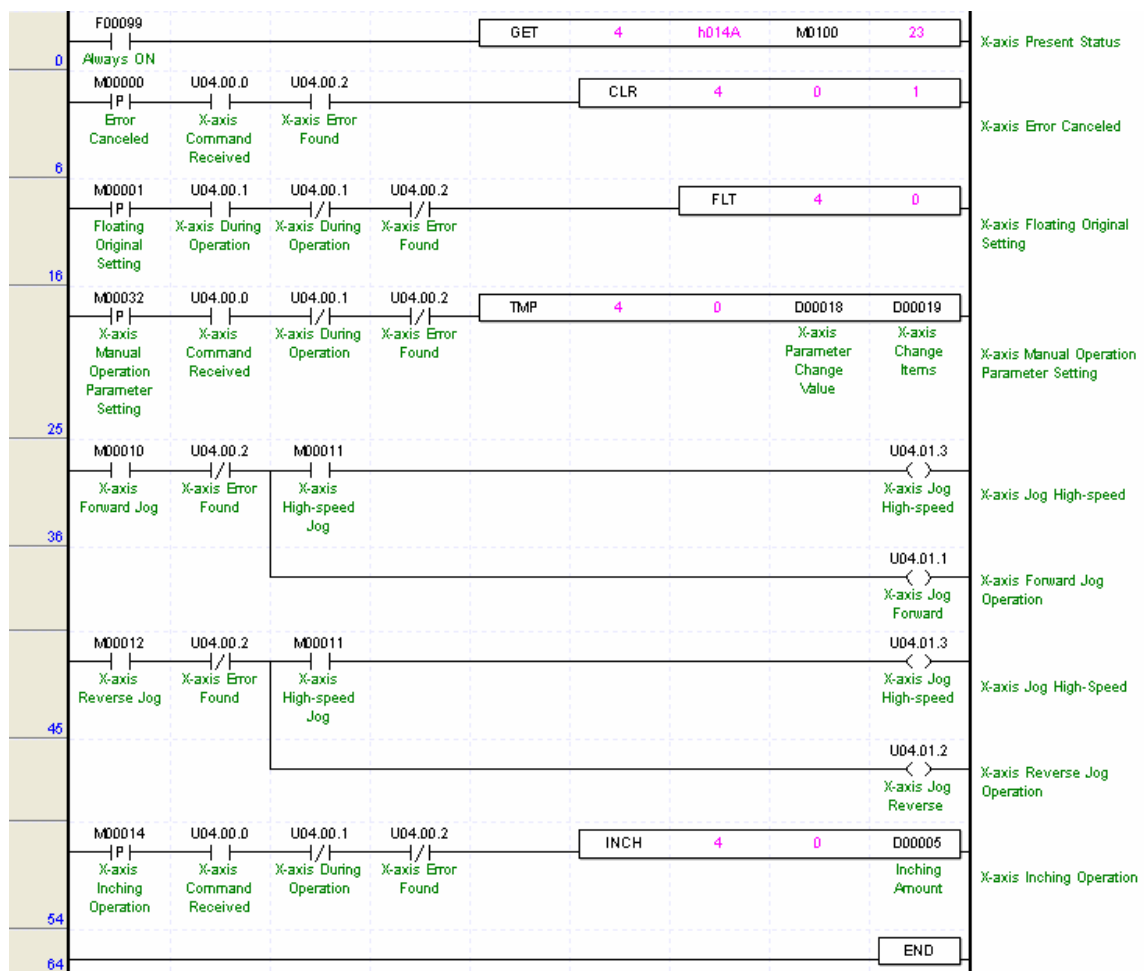 F00099
GET 4 h014A M0100 23
X-axis Present Status
0 Always ON
M00000 U04.00.0 U04.00.2
P
CLR 4 0 1
Error X-axis X-axis Error
Canceled Command Found
Received
X-axis Error Canceled
6
M00001 U04.00.1 U04.00.1 U04.00.2
P
FLT 4 0
Floating X-axis During X-axis During X-axis Error
Original Operation Operation Found
Setting
X-axis Floating Original
Setting
16
M00032 U04.00.0 U04.00.1 U04.00.2
P
TMP 4 0 D00018 D00019
X-axis X-axis X-axis During X-axis Error X-axis X-axis
Manual Command Operation Found Parameter Change
Operation Received Change Items
Parameter Value
Setting
X-axis Manual Operation
Parameter Setting
25
M00010 U04.00.2 M00011 U04.01.3
X-axis X-axis Error X-axis X-axis Jog
Forward Jog Found High-speed High-speed
Jog
X-axis Jog High-speed
36
U04.01.1
X-axis Jog
Forward
X-axis Forward Jog
Operation
M00012 U04.00.2 M00011 U04.01.3
X-axis X-axis Error X-axis X-axis Jog
Reverse Jog Found High-speed High-speed
Jog
X-axis Jog High-Speed
45
U04.01.2
X-axis Jog
Reverse
X-axis Reverse Jog
Operation
M00014 U04.00.0 U04.00.1 U04.00.2
P
INCH 4 0 D00005
X-axis X-axis X-axis During X-axis Error Inching
Inching Command Operation Found Amount
Operation Received
X-axis Inching Operation
54
END
64